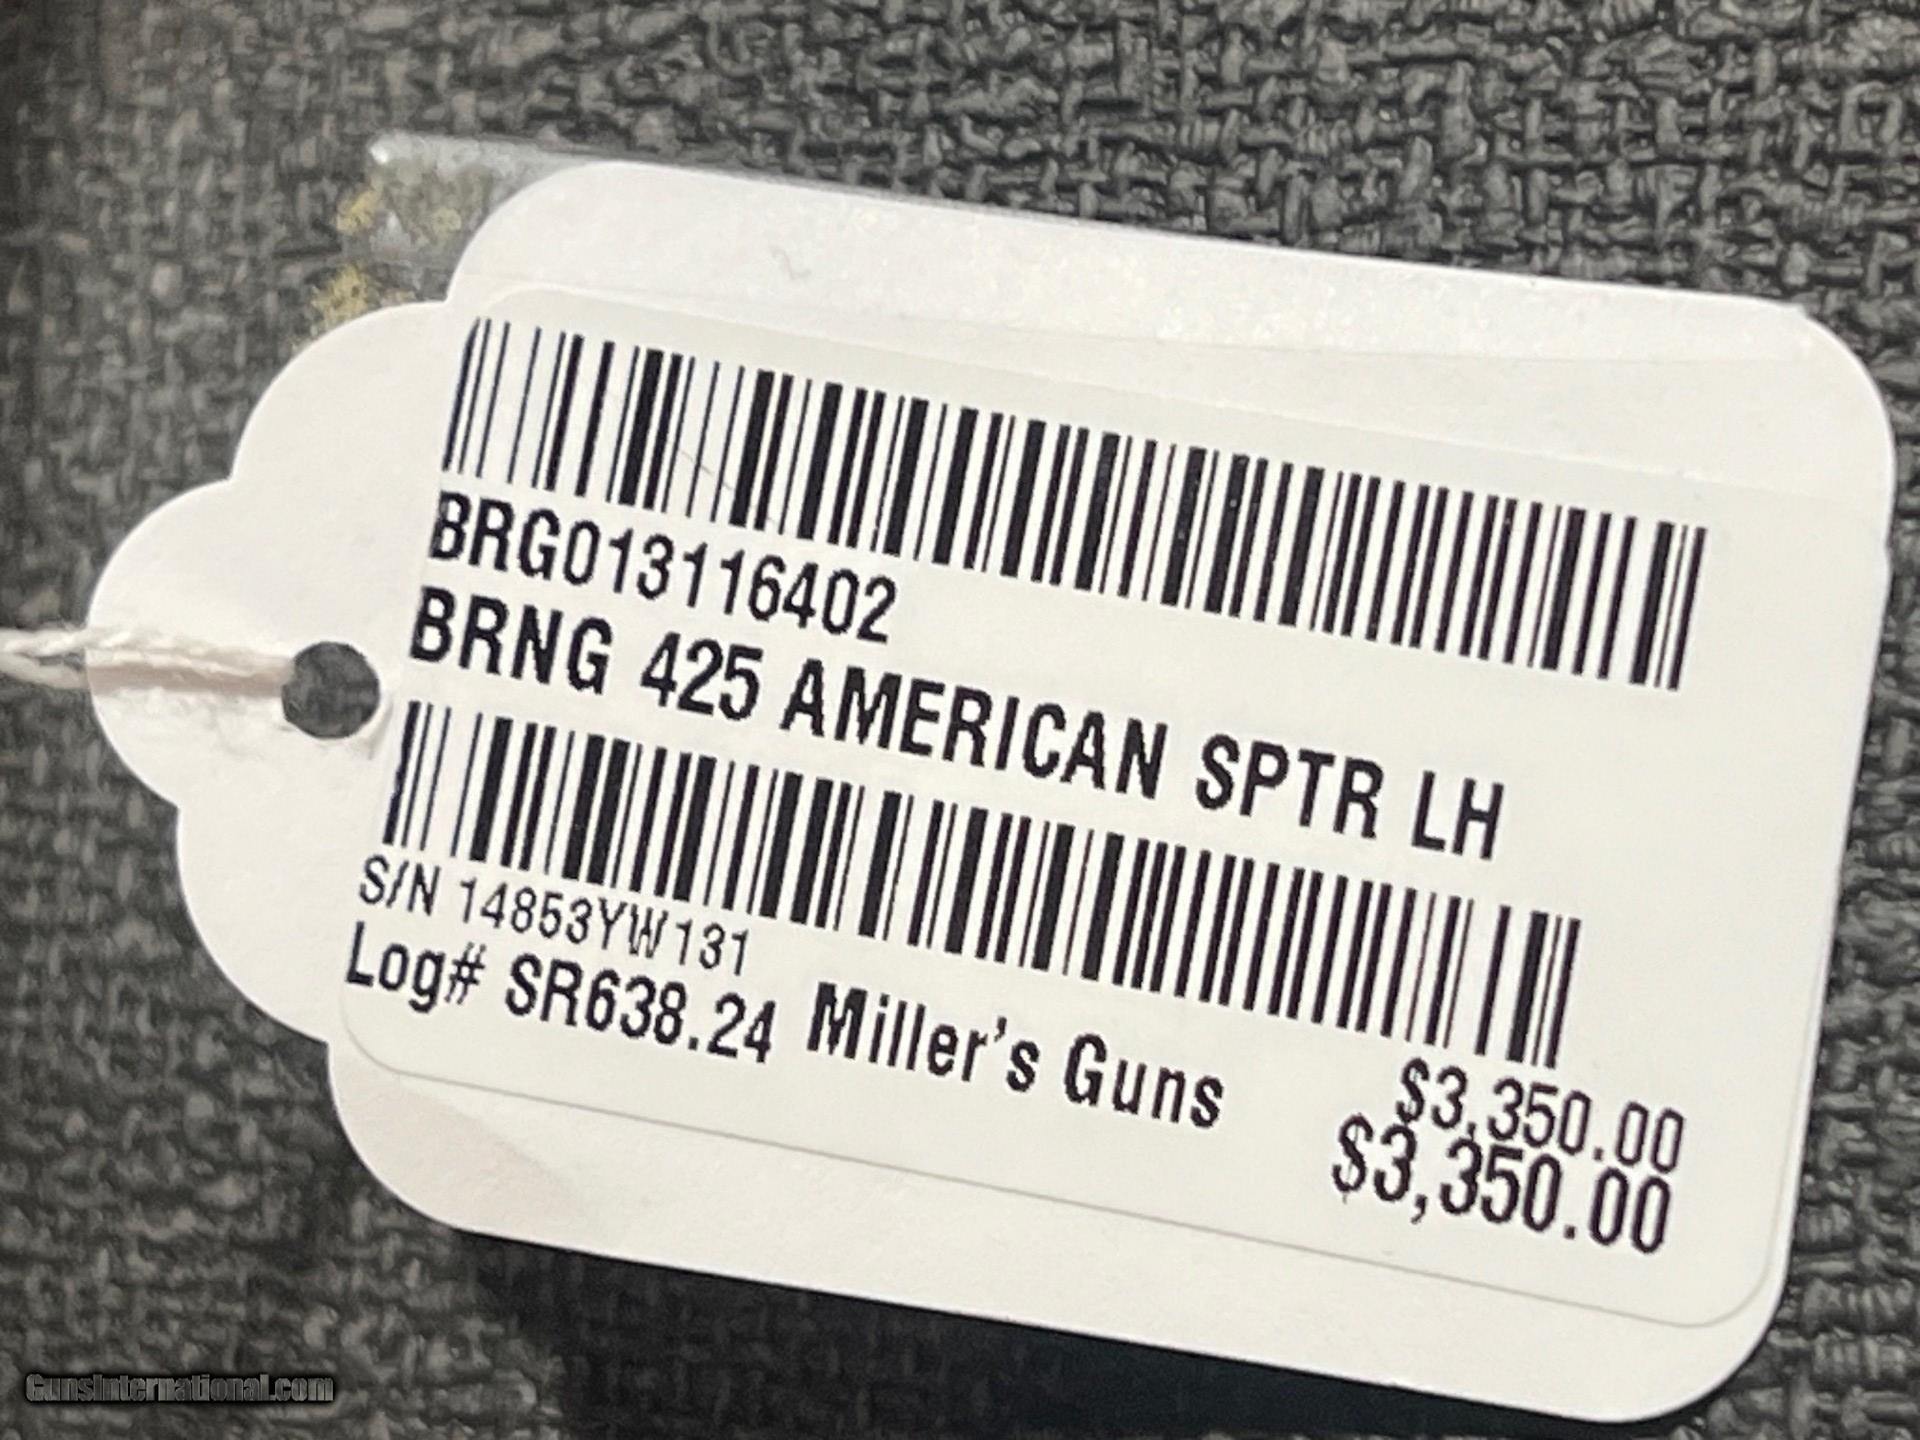 BRG013116402
BRNG 425 AMERICAN SPTR LH
S/N 14853YW131
Log# SR638.24 Miller's Guns
$3,350.00
$3,350.00
GunsInternational.com